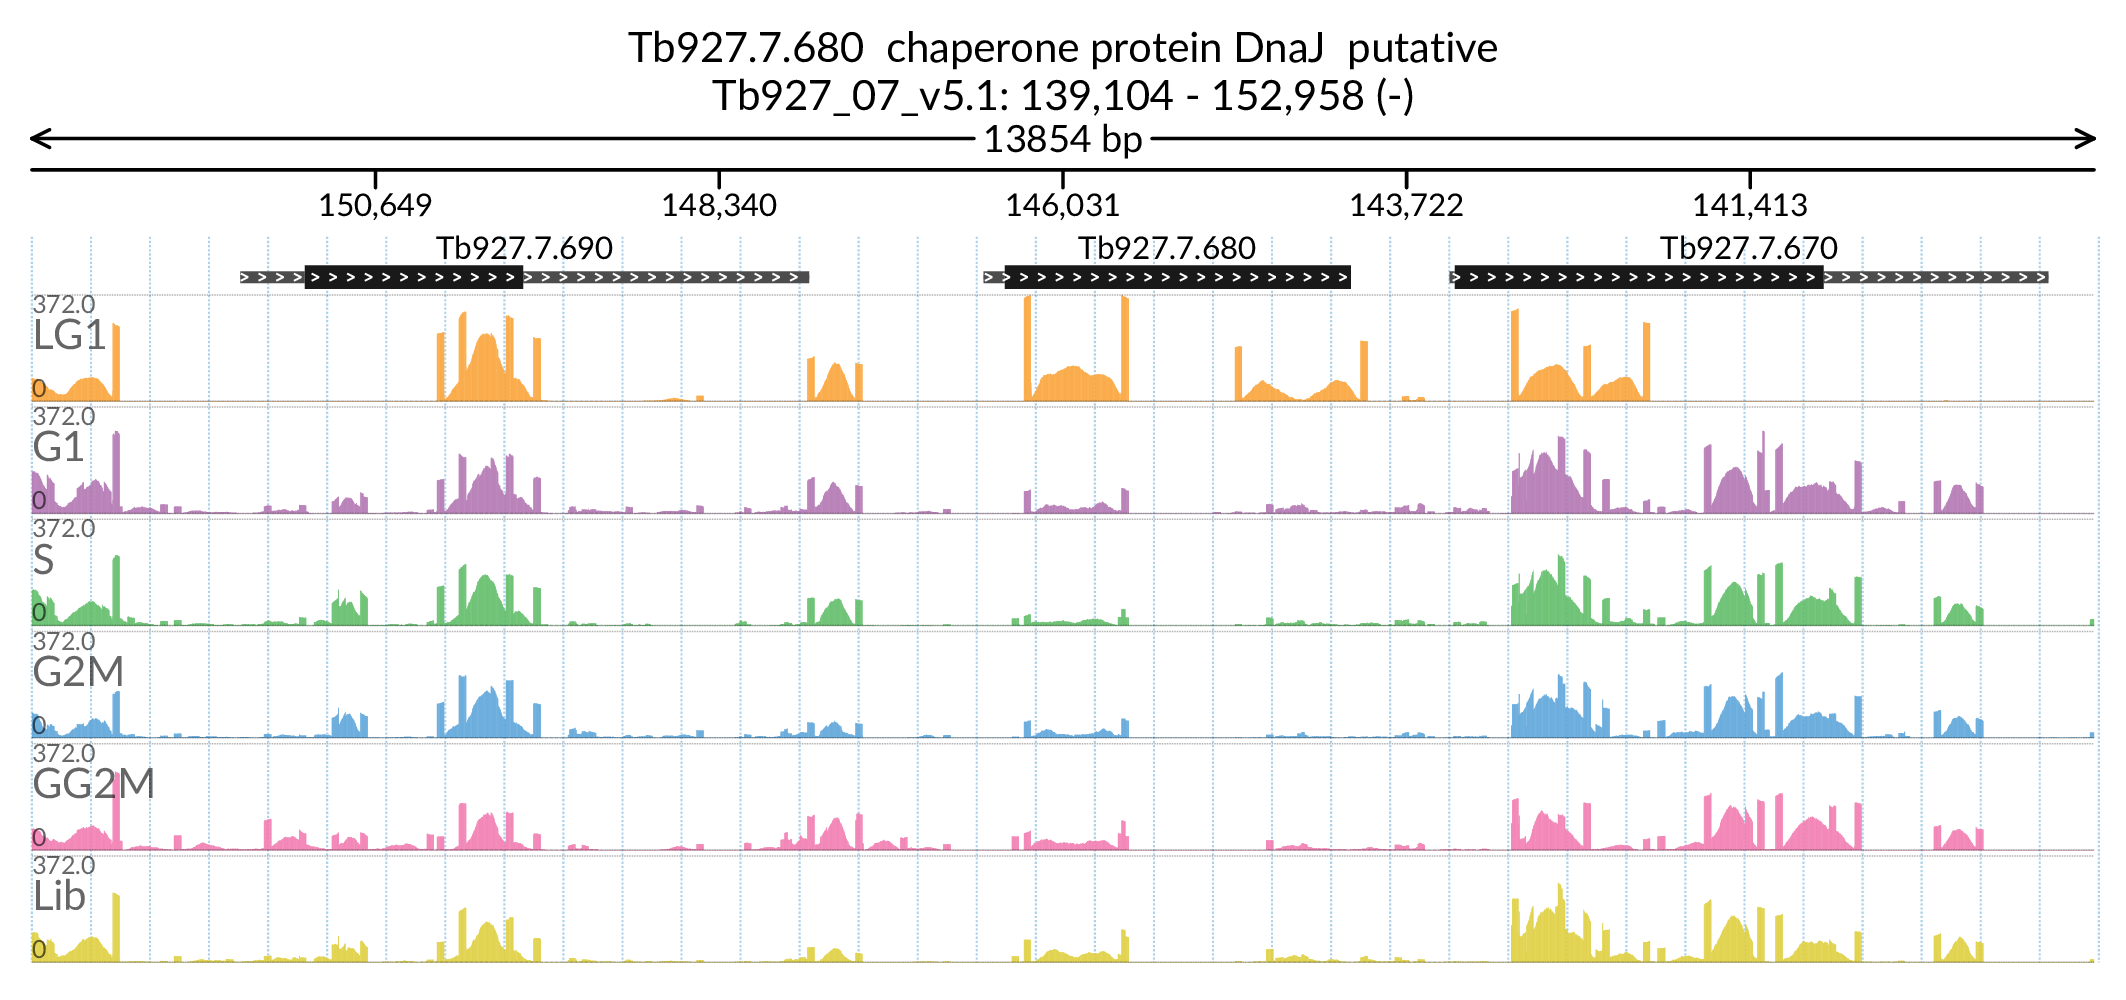 Tb927.7.680 chaperone protein DnaJ putative
Tb927_07_v5.1: 139,104 - 152,958 (-)
13854 bp
150,649 148,340 146,031 143,722 141,413
Tb927.7.690 Tb927.7.680 Tb927.7.670
372.0
LG1
0
372.0
G1
0
372.0
S
0
372.0
G2M
0
372.0
GG2M
0
372.0
Lib
0